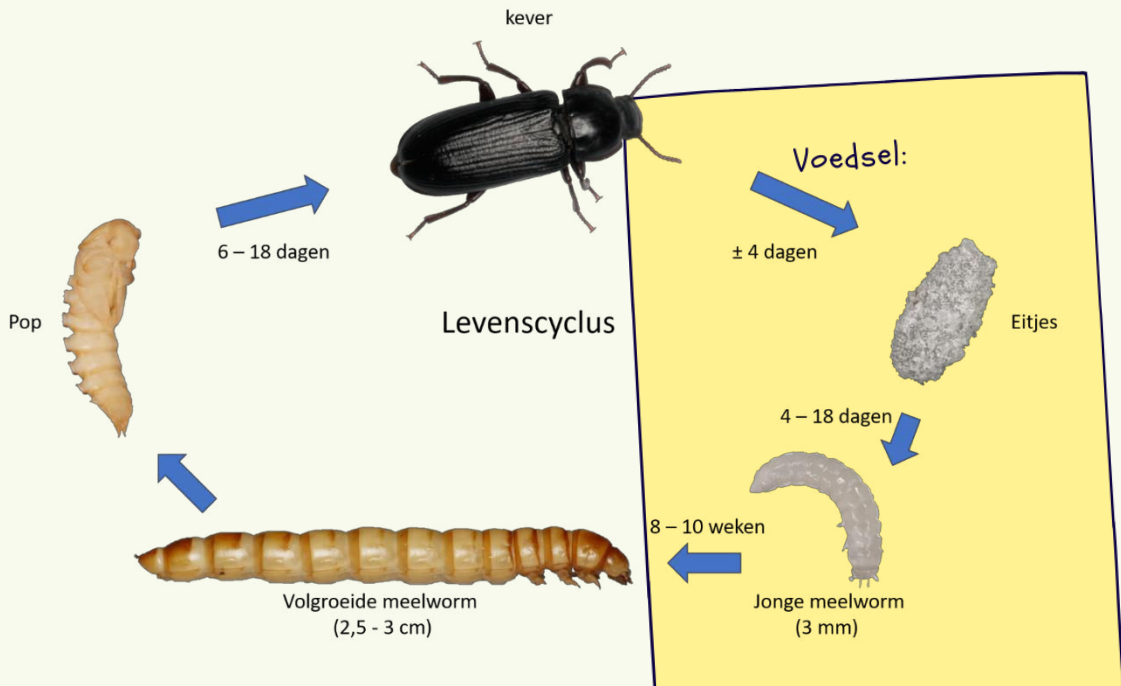 kever
Voedsel:
6 – 18 dagen
± 4 dagen
Pop
Levenscyclus
Eitjes
4 – 18 dagen
8 – 10 weken
Volgroeide meelworm
(2,5 - 3 cm)
Jonge meelworm
(3 mm)